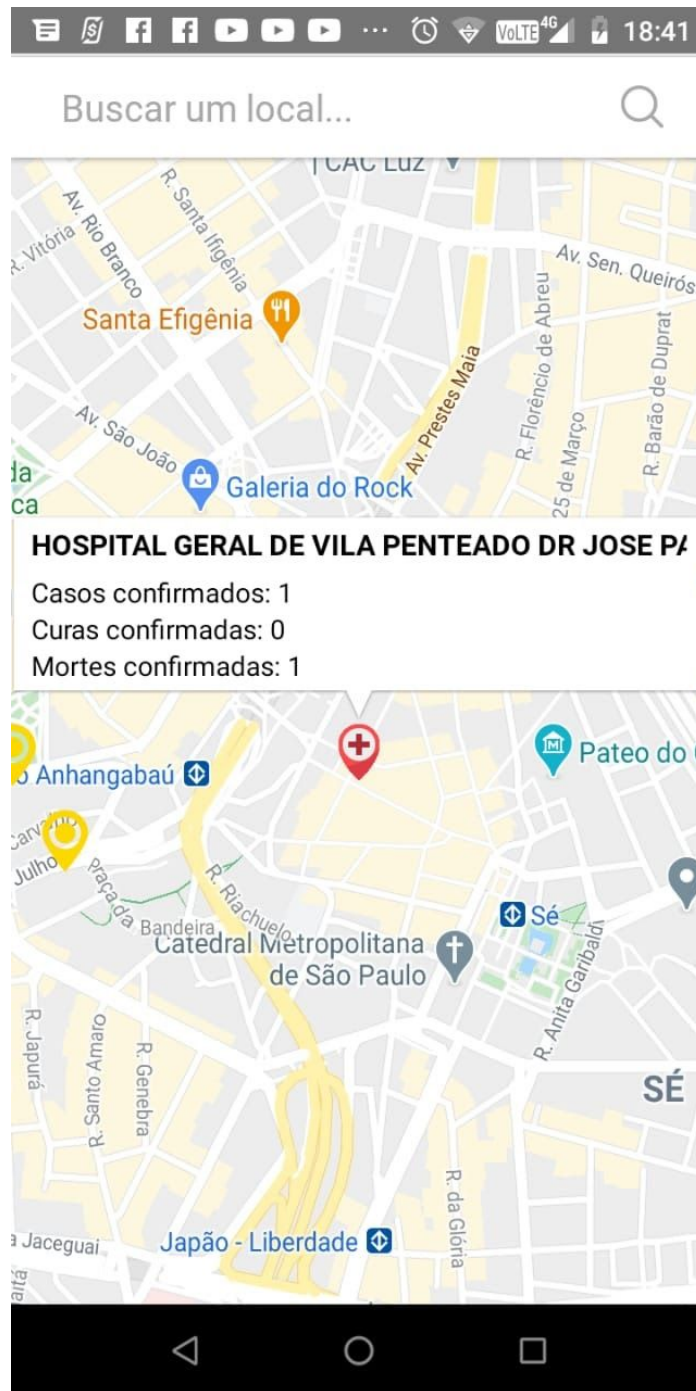 VoLTE 4G 18:41
Buscar um local...
CAC Luz
R. Santa Ifigênia
Av. Rio Branco
R. Vitória
Av. Sen. Queirós
Santa Efigênia
R. Florêncio de Abreu
R. Barão de Duprat
Av. Prestes Maia
Av. São João
25 de Março
da
ca
Galeria do Rock
HOSPITAL GERAL DE VILA PENTEADO DR JOSE PA
Casos confirmados: 1
Curas confirmadas: 0
Mortes confirmadas: 1
Pateo do
o Anhangabaú
Julho
Praça da
Bandeira
R. Riachuelo
Sé
Catedral Metropolitana
de São Paulo
R. Anita Garibaldi
R. Japurá
R. Santo Amaro
R. Genebra
SÉ
R. da Glória
a Jaceguai
Japão - Liberdade